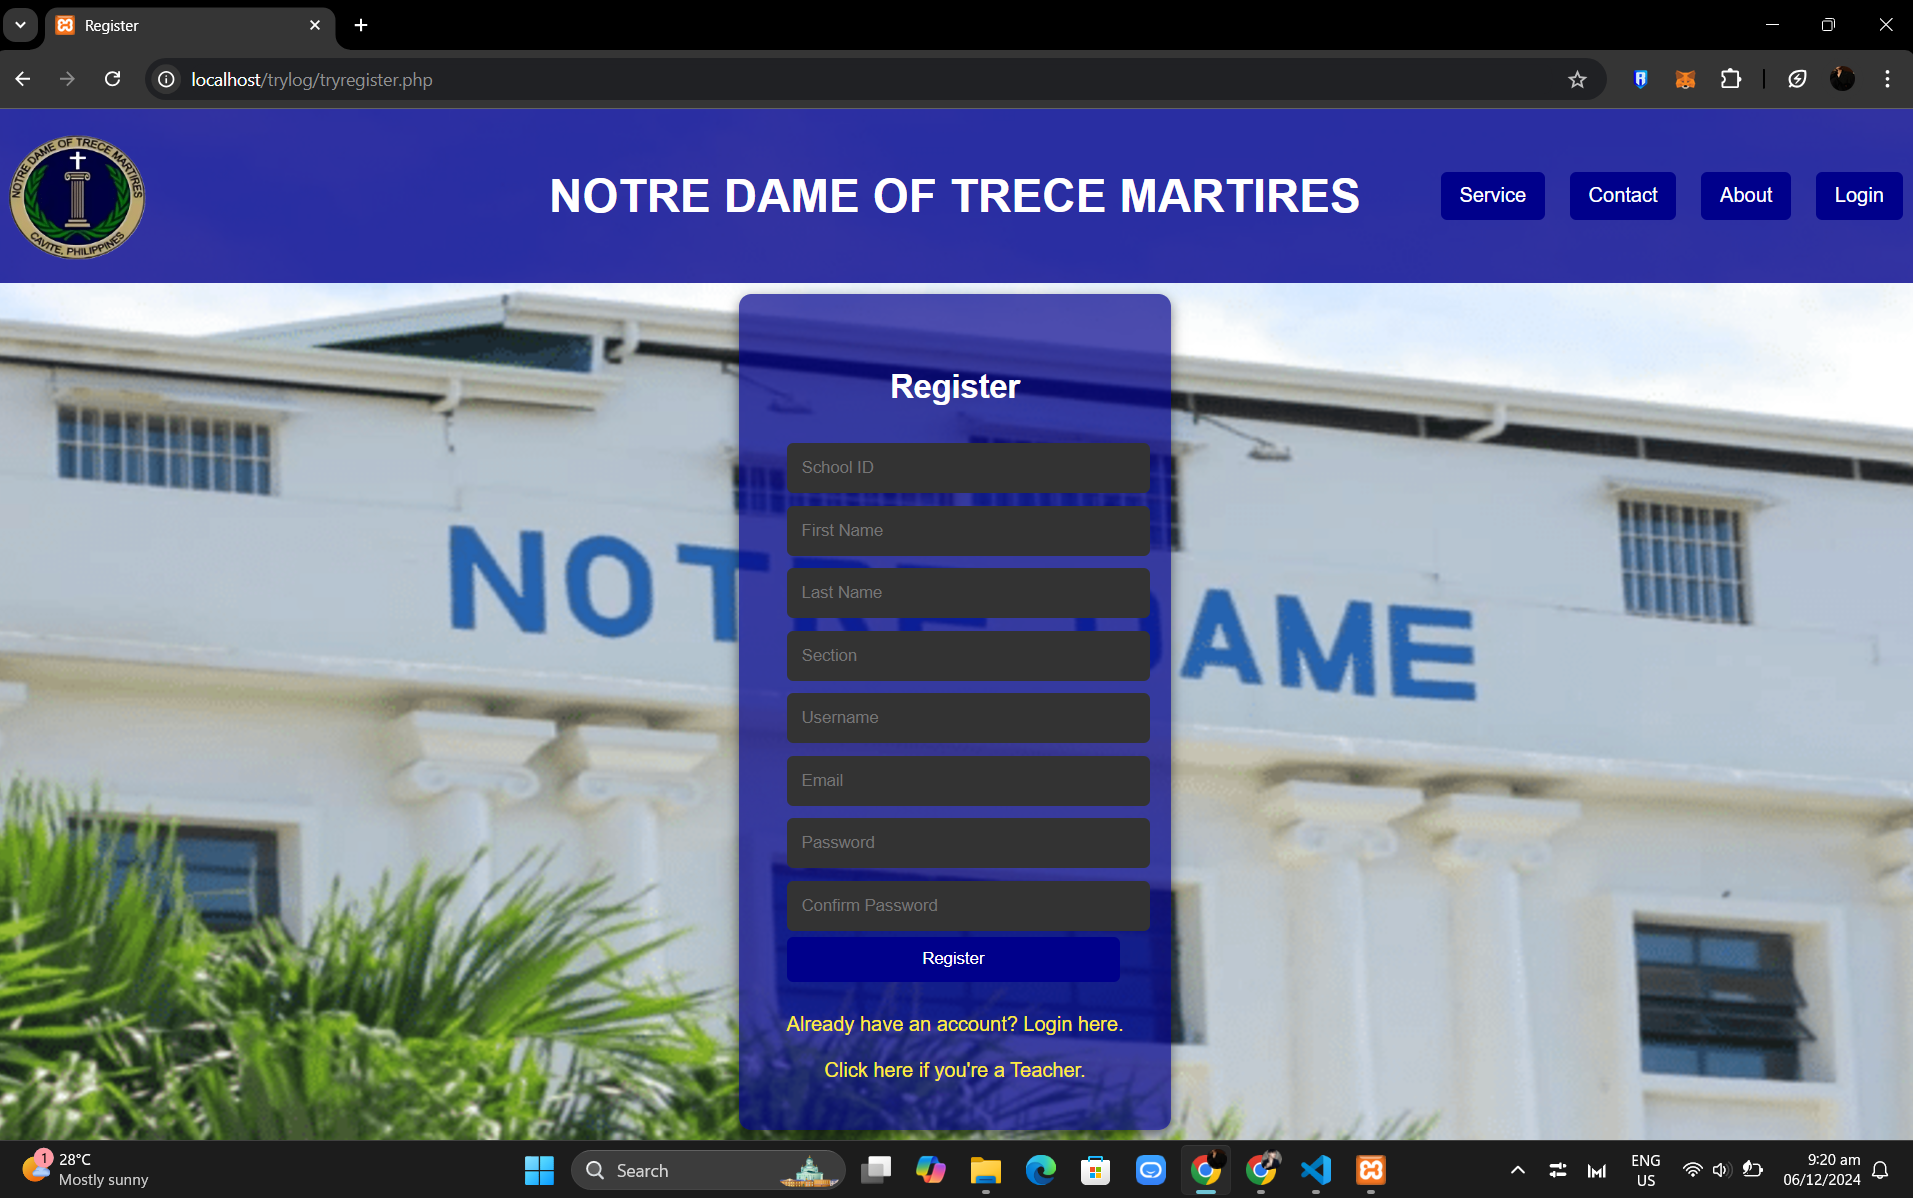 Register
localhost/trylog/tryregister.php
NOTRE DAME OF TRECE MARTIRES
CAVITE, PHILIPPINES
NOTRE DAME OF TRECE MARTIRES
Service
Contact
About
Login
NOTRE DAME
Register
School ID
First Name
Last Name
Section
Username
Email
Password
Confirm Password
Register
Already have an account? Login here.
Click here if you're a Teacher.
1
28°C
Mostly sunny
Search
ENG
US
9:20 am
06/12/2024